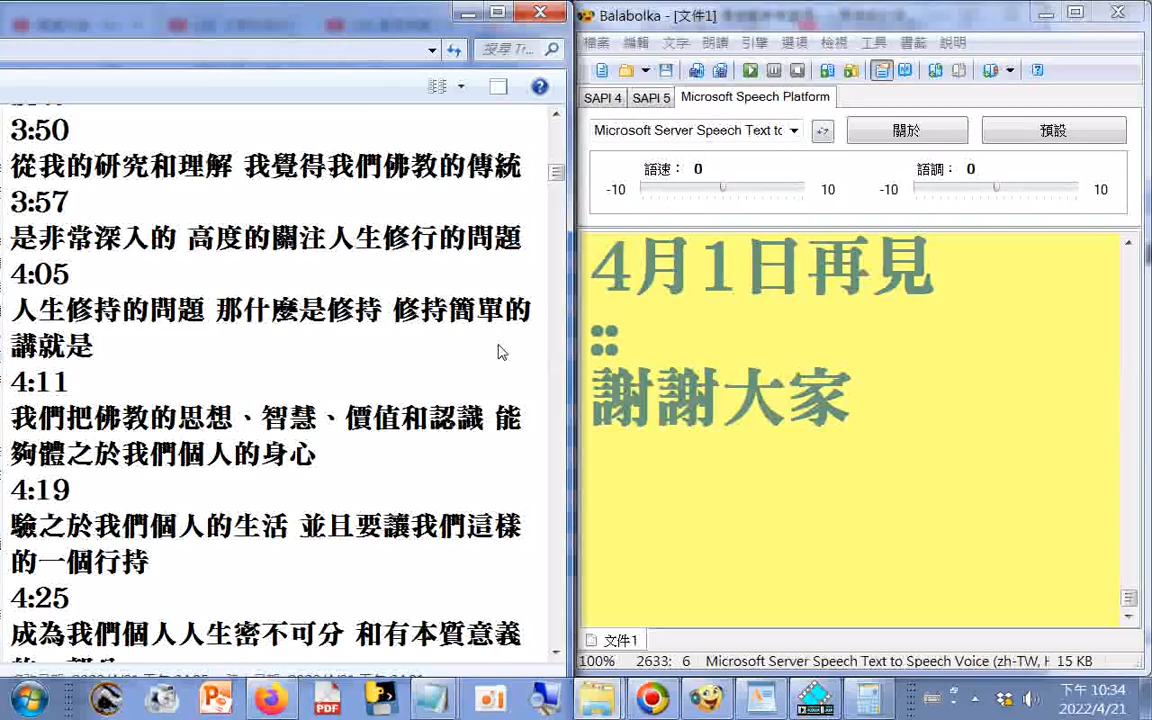 搜尋 Tr...
3:50
從我的研究和理解 我覺得我們佛教的傳統
3:57
是非常深入的 高度的關注人生修行的問題
4:05
人生修持的問題 那什麼是修持 修持簡單的
講就是
4:11
我們把佛教的思想、智慧、價值和認識 能
夠體之於我們個人的身心
4:19
驗之於我們個人的生活 並且要讓我們這樣
的一個行持
4:25
成為我們個人人生密不可分 和有本質意義
Balabolka - [文件1]
檔案 編輯 文字 朗讀 引擎 選項 檢視 工具 書籤 說明
SAPI 4 SAPI 5 Microsoft Speech Platform
Microsoft Server Speech Text to
關於 預設
語速： 0 語調： 0
-10 10 -10 10
4月1日再見
::
謝謝大家
文件1
100% 2633: 6 Microsoft Server Speech Text to Speech Voice (zh-TW, H 15 KB
下午 10:34
2022/4/21